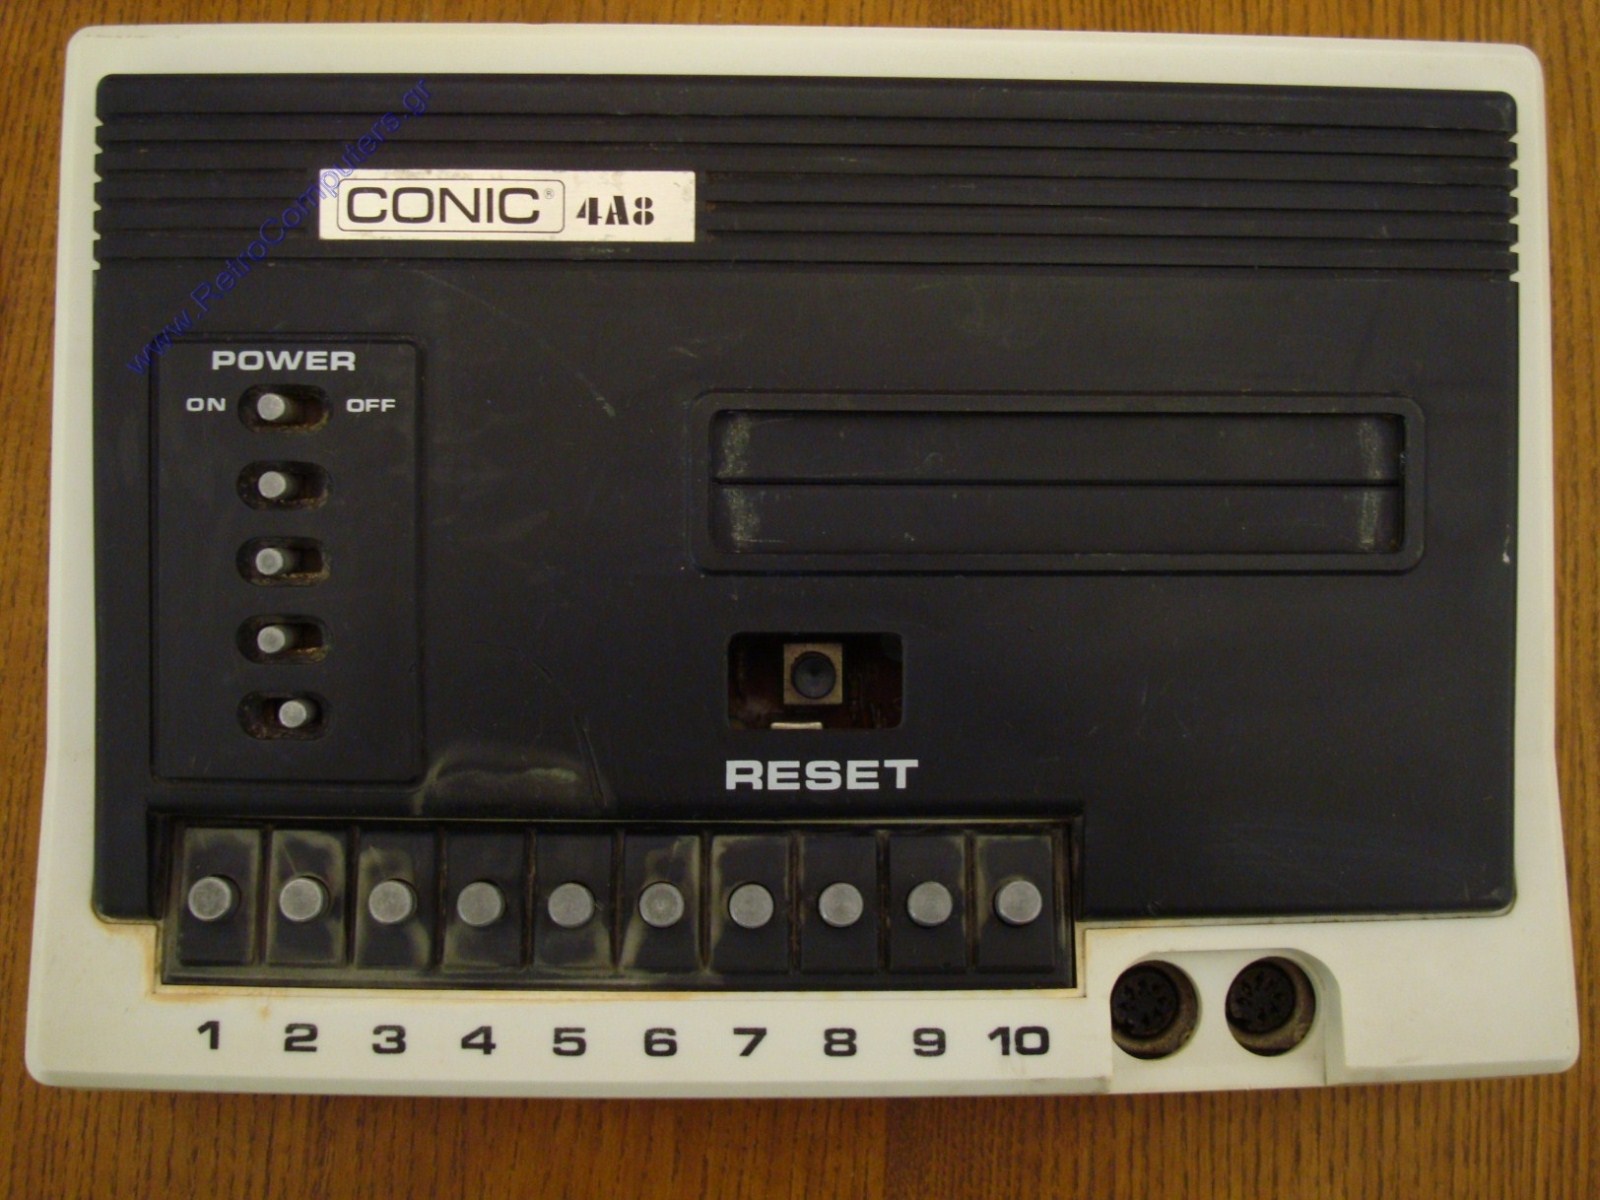 www.RetroComputers.gr
CONIC® 4A8
POWER
ON OFF
RESET
1 2 3 4 5 6 7 8 9 10